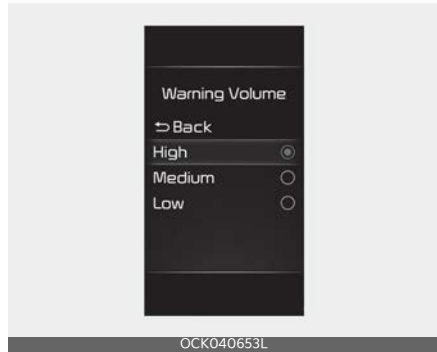 Warning Volume
⮌ Back
High
Medium
Low
OCK040653L